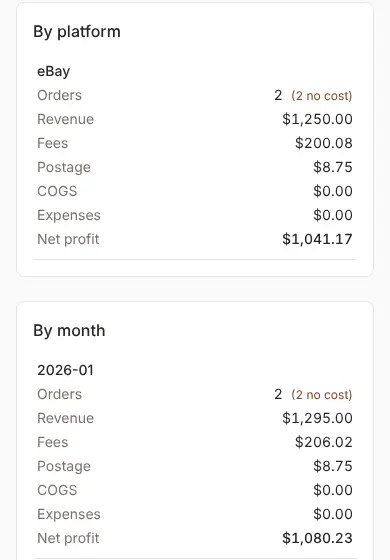 By platform
eBay
Orders 2 (2 no cost)
Revenue $1,250.00
Fees $200.08
Postage $8.75
COGS $0.00
Expenses $0.00
Net profit $1,041.17
By month
2026-01
Orders 2 (2 no cost)
Revenue $1,295.00
Fees $206.02
Postage $8.75
COGS $0.00
Expenses $0.00
Net profit $1,080.23